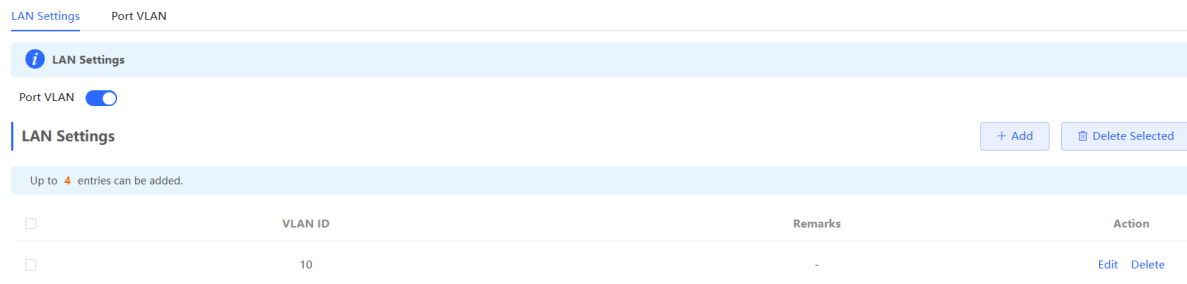 LAN Settings Port VLAN
i LAN Settings
Port VLAN
LAN Settings + Add Delete Selected
Up to 4 entries can be added.
VLAN ID Remarks Action
10 - Edit Delete